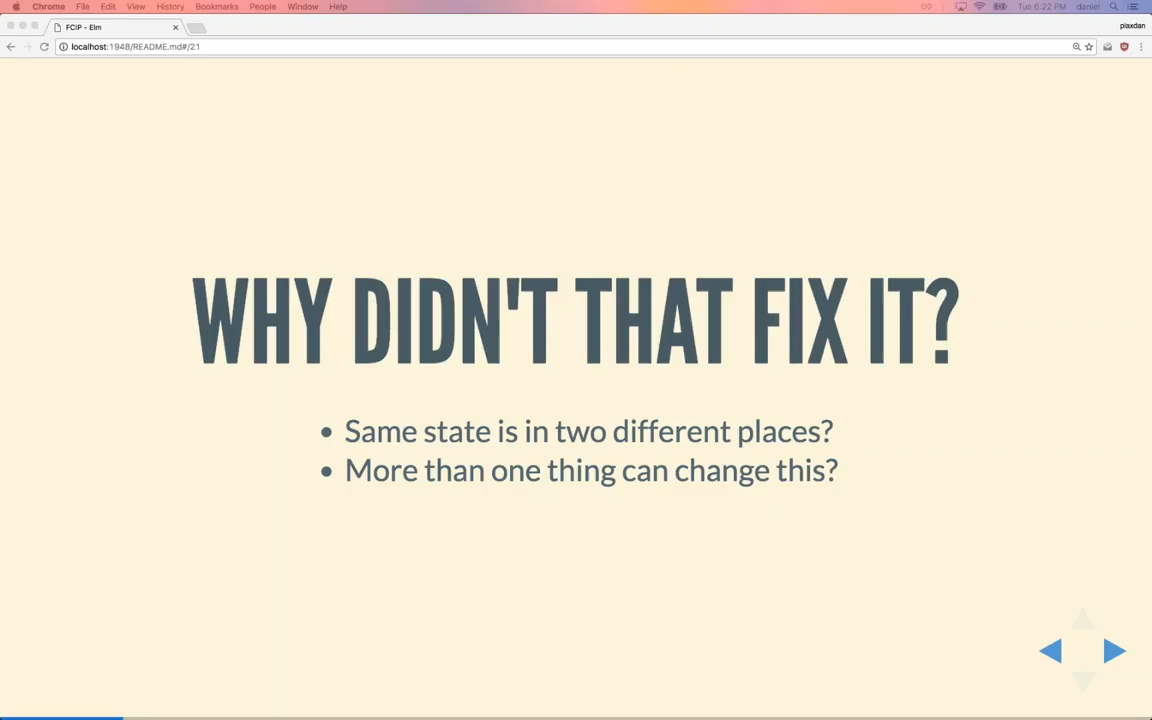 Chrome File Edit View History Bookmarks People Window Help Tue 6:22 PM daniel
FCIP - Elm
plaxdan
localhost:1948/README.md#/21
WHY DIDN'T THAT FIX IT?
• Same state is in two different places?
• More than one thing can change this?